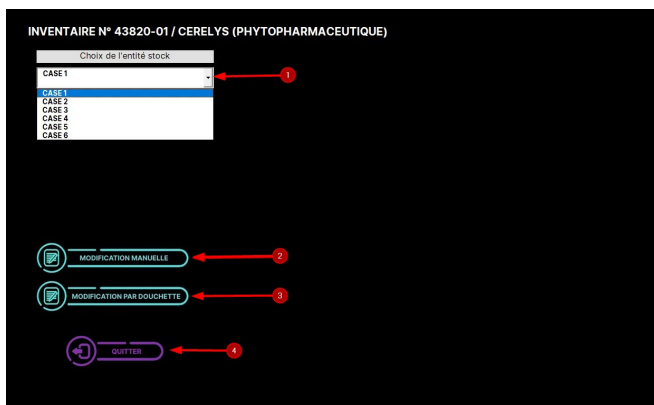 INVENTAIRE N° 43820-01 / CERELYS (PHYTOPHARMACEUTIQUE)
Choix de l'entité stock
CASE 1
1
CASE 1
CASE 2
CASE 3
CASE 4
CASE 5
CASE 6
MODIFICATION MANUELLE
2
MODIFICATION PAR DOUCHETTE
3
QUITTER
4